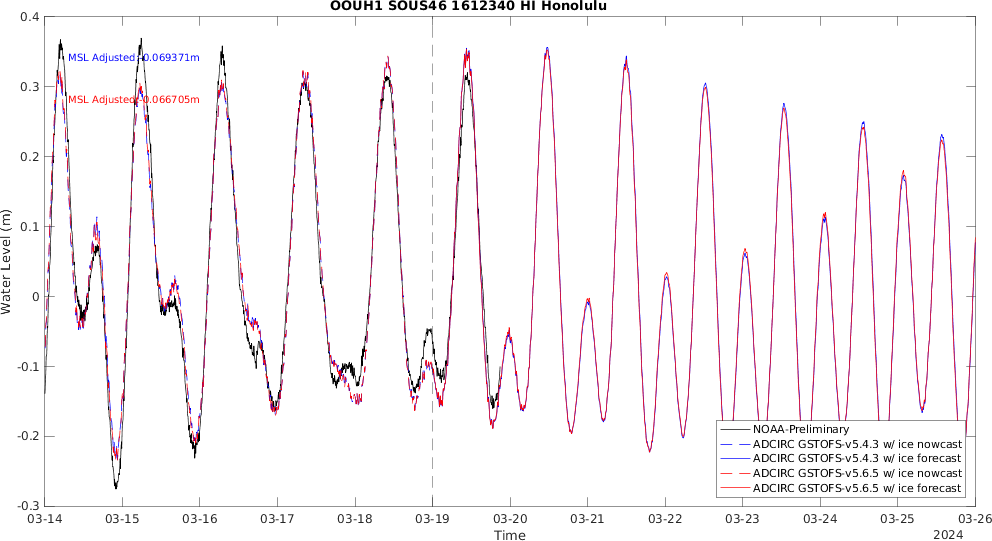 OOUH1 SOUS46 1612340 HI Honolulu
0.4
0.3
0.2
0.1
0
-0.1
-0.2
-0.3
Water Level (m)
MSL Adjusted -0.069371m
MSL Adjusted -0.066705m
NOAA-Preliminary
ADCIRC GSTOFS-v5.4.3 w/ ice nowcast
ADCIRC GSTOFS-v5.4.3 w/ ice forecast
ADCIRC GSTOFS-v5.6.5 w/ ice nowcast
ADCIRC GSTOFS-v5.6.5 w/ ice forecast
03-14 03-15 03-16 03-17 03-18 03-19 03-20 03-21 03-22 03-23 03-24 03-25 03-26
Time
2024